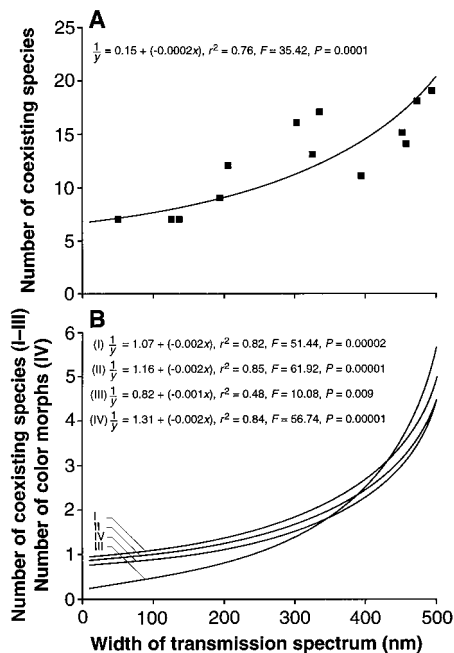 A
1/y = 0.15 + (-0.0002x), r² = 0.76, F = 35.42, P = 0.0001
Number of coexisting species
25
20
15
10
5
0
B
(I) 1/y = 1.07 + (-0.002x), r² = 0.82, F = 51.44, P = 0.00002
(II) 1/y = 1.16 + (-0.002x), r² = 0.85, F = 61.92, P = 0.00001
(III) 1/y = 0.82 + (-0.001x), r² = 0.48, F = 10.08, P = 0.009
(IV) 1/y = 1.31 + (-0.002x), r² = 0.84, F = 56.74, P = 0.00001
Number of coexisting species (I–III)
Number of color morphs (IV)
6
5
4
3
2
1
0
I
II
IV
III
0 100 200 300 400 500
Width of transmission spectrum (nm)